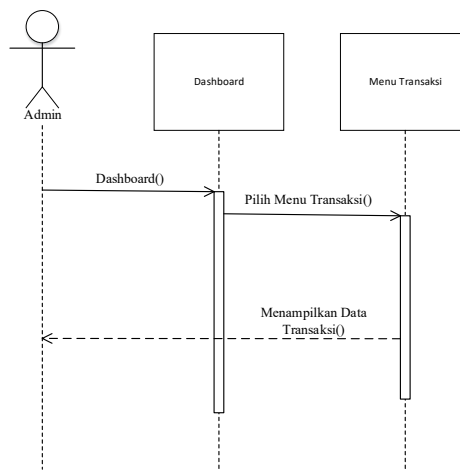 Dashboard
Menu Transaksi
Admin
Dashboard()
Pilih Menu Transaksi()
Menampilkan Data
Transaksi()